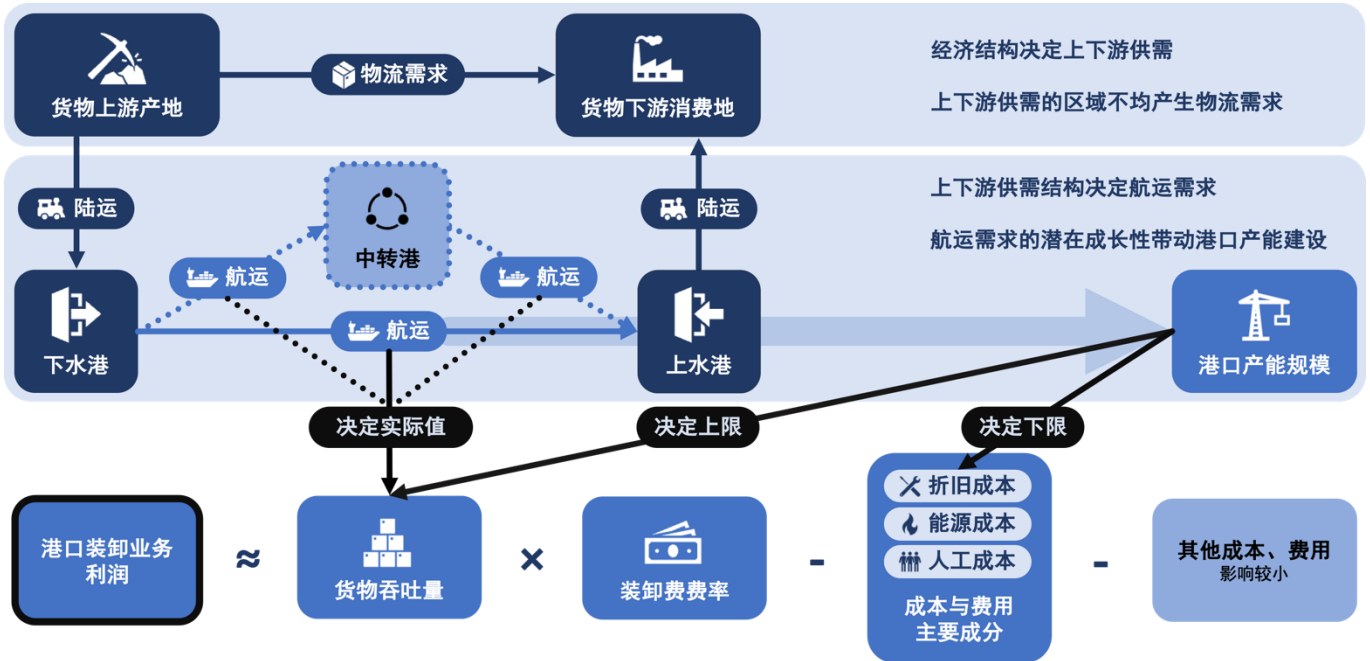 物流需求
货物上游产地
货物下游消费地
经济结构决定上下游供需
上下游供需的区域不均产生物流需求
陆运
中转港
陆运
上下游供需结构决定航运需求
航运需求的潜在成长性带动港口产能建设
航运
航运
航运
下水港
上水港
港口产能规模
决定实际值
决定上限
决定下限
港口装卸业务
利润
≈
货物吞吐量
×
装卸费费率
-
折旧成本
能源成本
人工成本
成本与费用
主要成分
-
其他成本、费用
影响较小